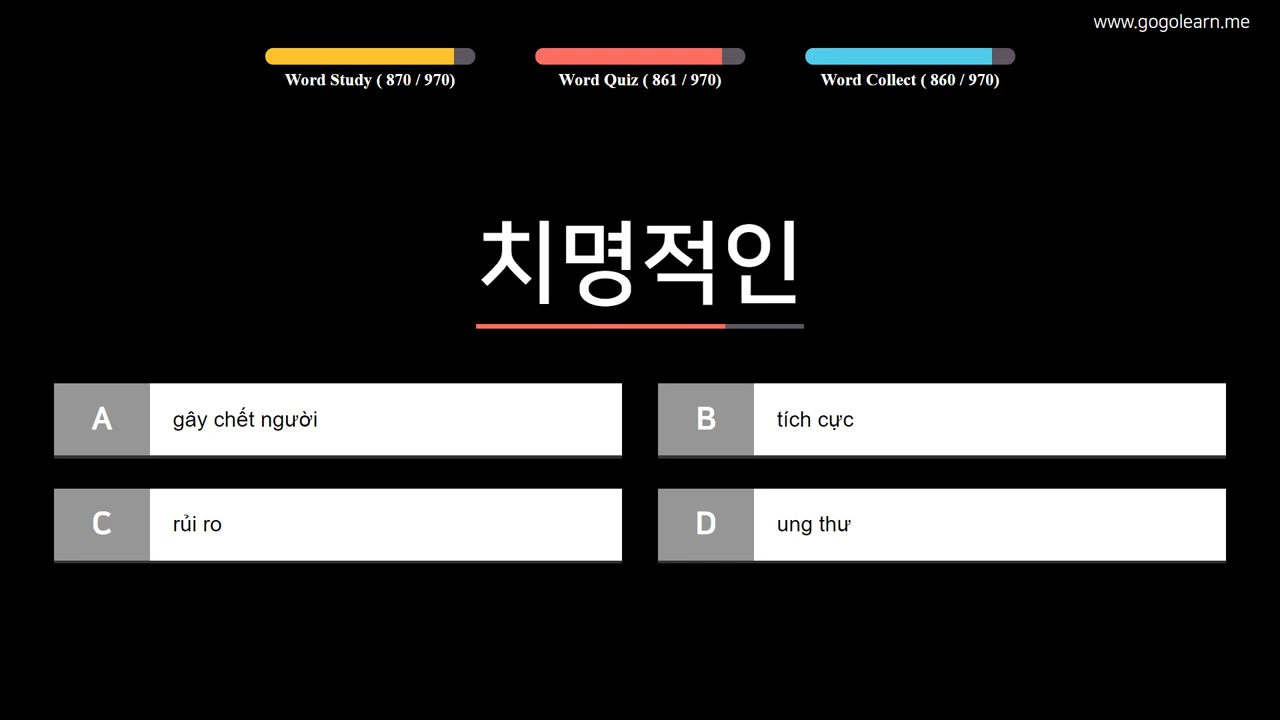 www.gogolearn.me
Word Study ( 870 / 970)
Word Quiz ( 861 / 970)
Word Collect ( 860 / 970)
치명적인
A gây chết người
B tích cực
C rủi ro
D ung thư